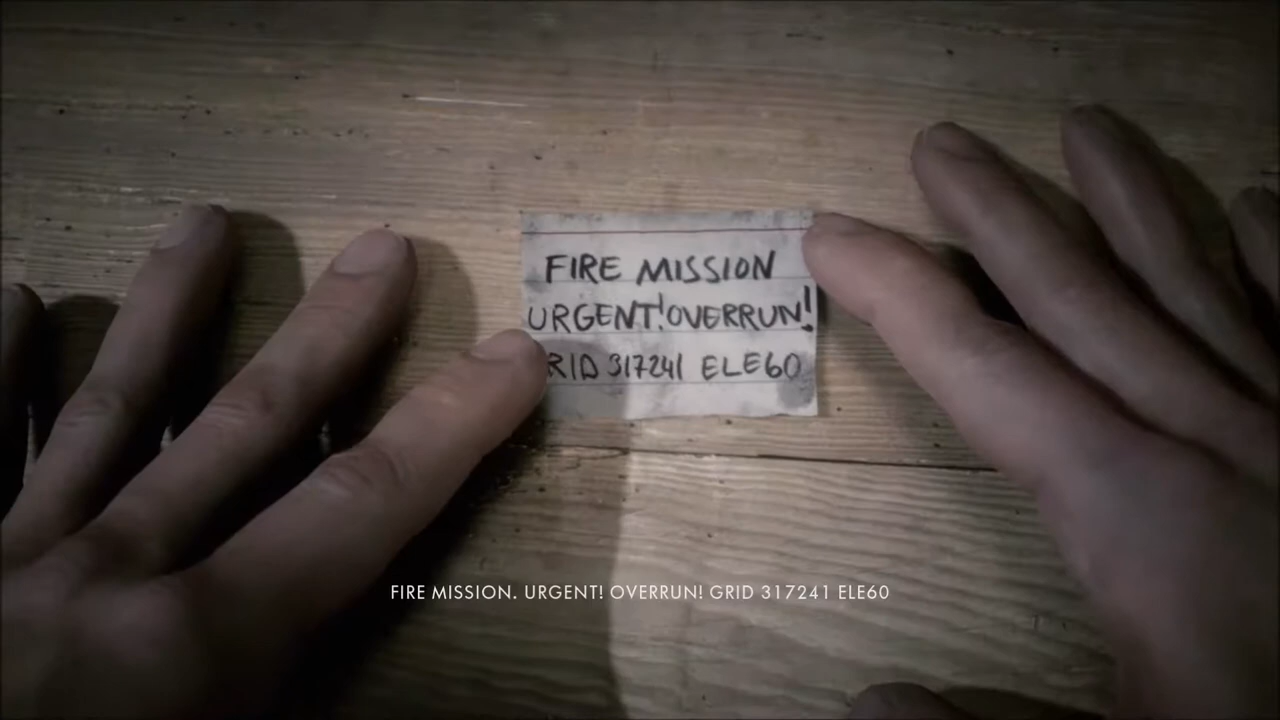 FIRE MISSION
URGENT! OVERRUN!
GRID 317241 ELE60
FIRE MISSION. URGENT! OVERRUN! GRID 317241 ELE60